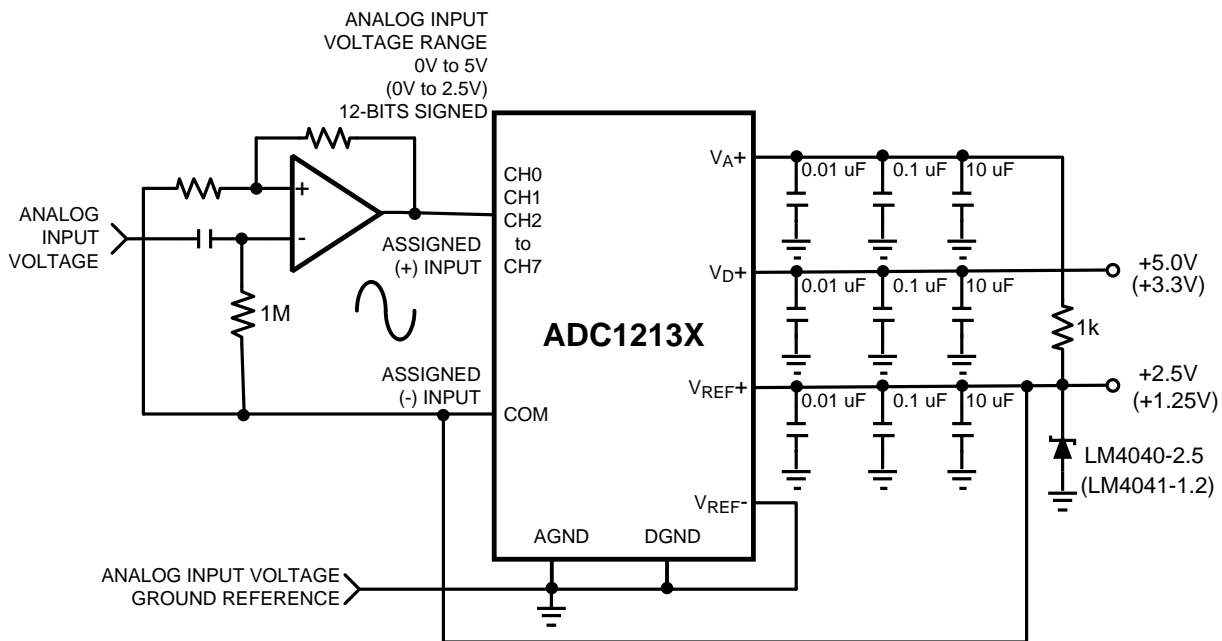 ANALOG INPUT
VOLTAGE RANGE
0V to 5V
(0V to 2.5V)
12-BITS SIGNED
+
-
ANALOG
INPUT
VOLTAGE
1M
ASSIGNED
(+) INPUT
ASSIGNED
(-) INPUT
CH0
CH1
CH2
to
CH7
COM
ADC1213X
VA+
VD+
VREF+
VREF-
AGND
DGND
0.01 uF
0.1 uF
10 uF
0.01 uF
0.1 uF
10 uF
0.01 uF
0.1 uF
10 uF
+5.0V
(+3.3V)
1k
+2.5V
(+1.25V)
LM4040-2.5
(LM4041-1.2)
ANALOG INPUT VOLTAGE
GROUND REFERENCE